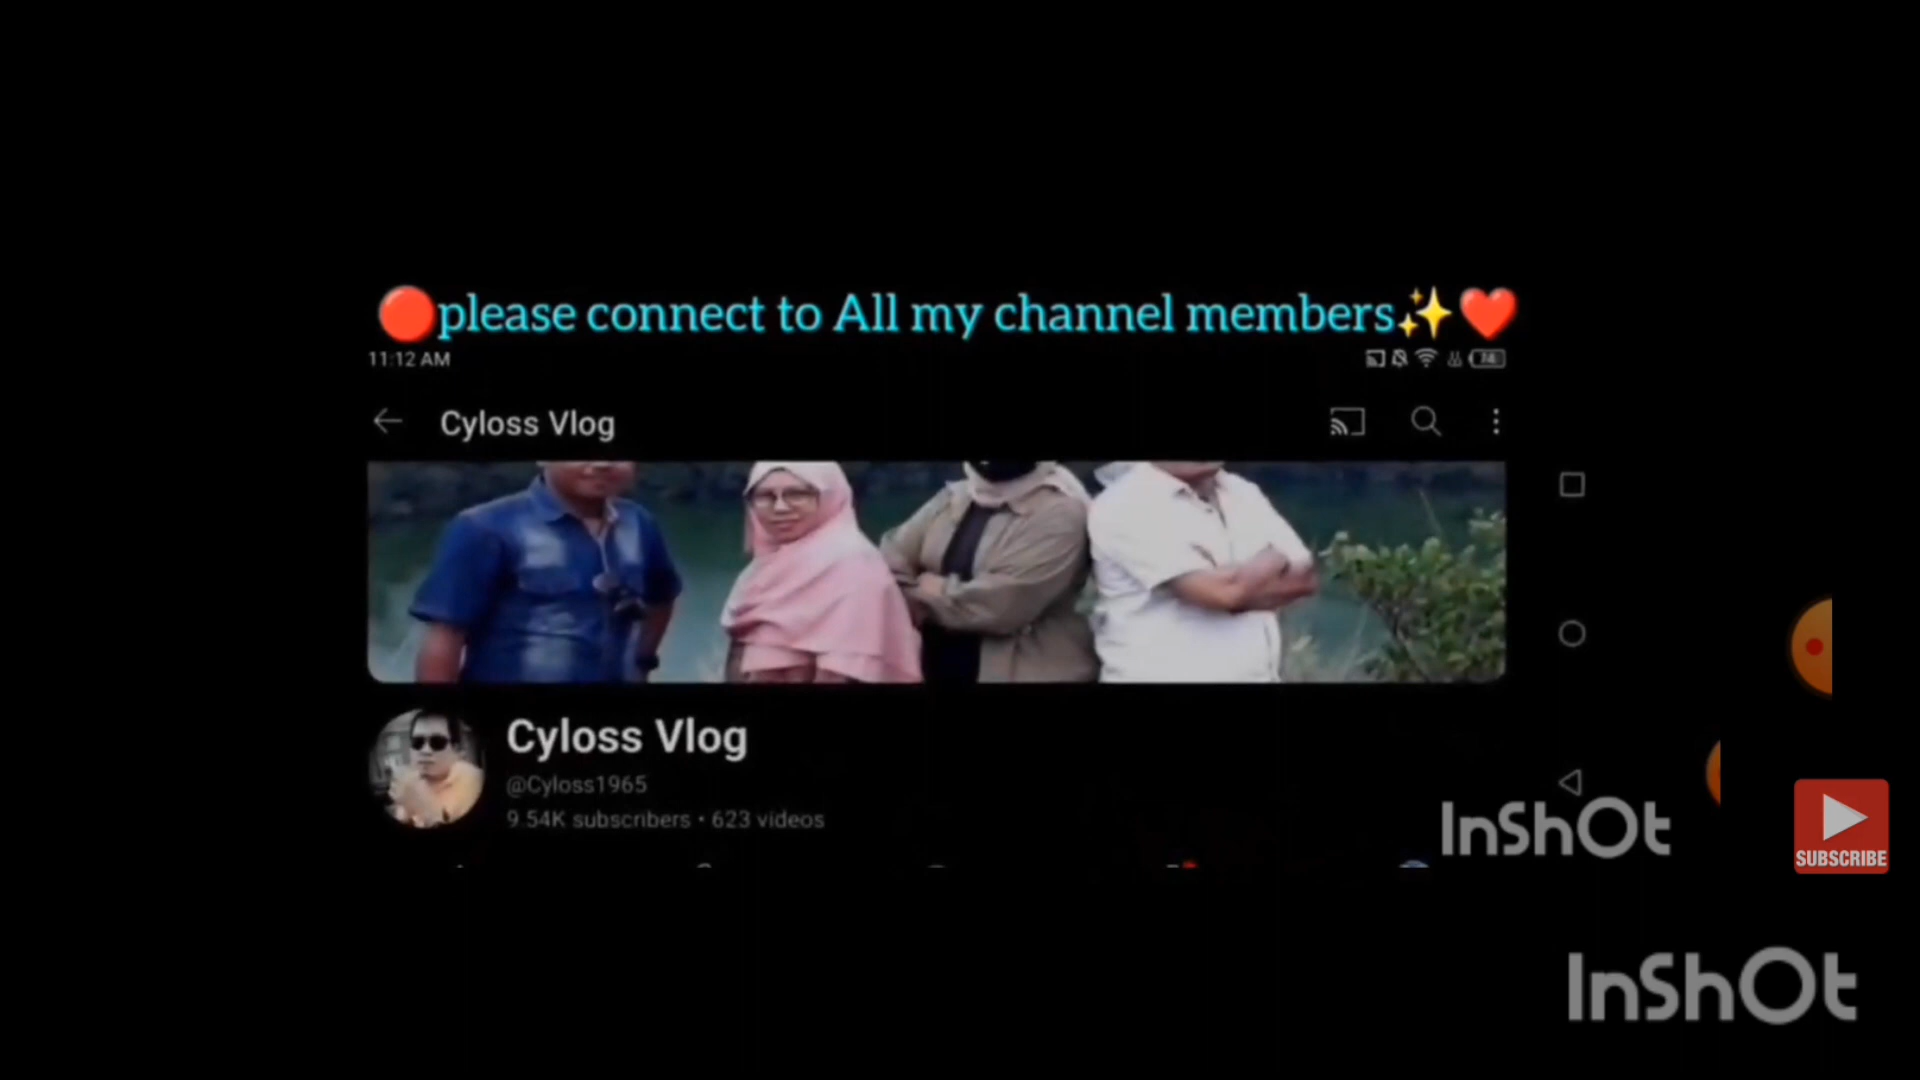 please connect to All my channel members
11:12 AM
74
Cyloss Vlog
Cyloss Vlog
@Cyloss1965
9.54K subscribers • 623 videos
InShOt
SUBSCRIBE
InShOt